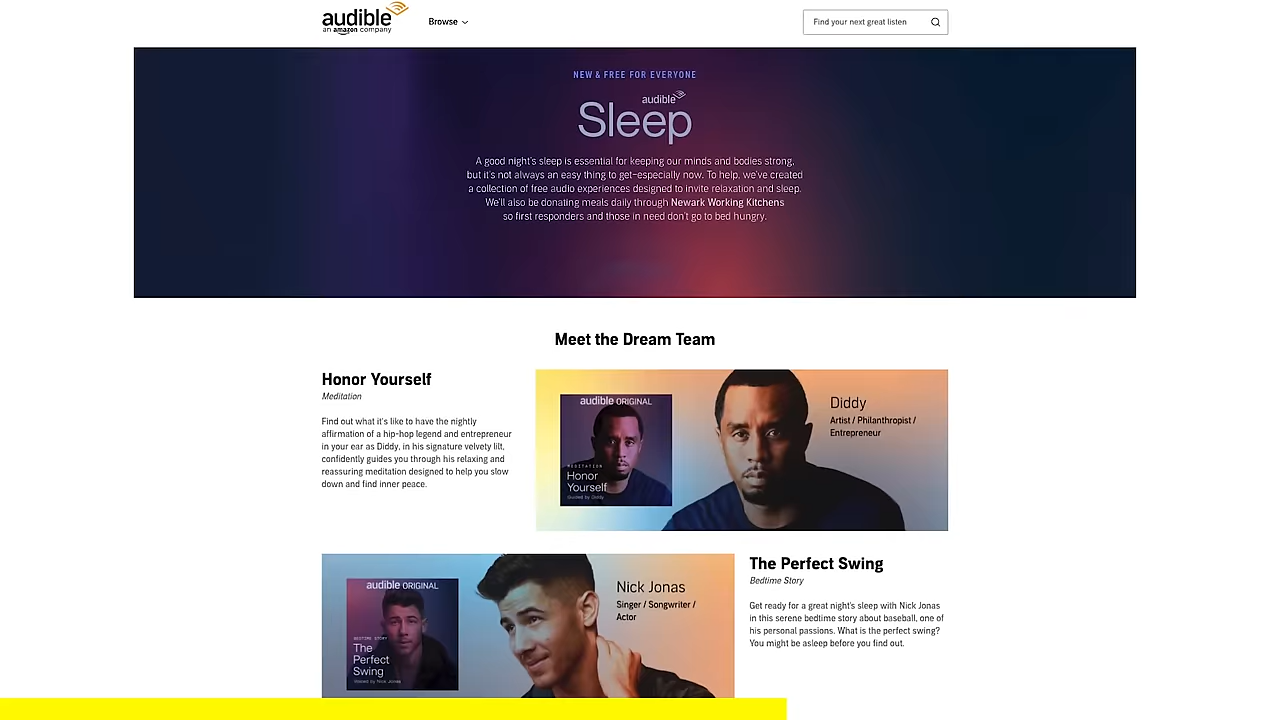 audible
an amazon company
Browse
Find your next great listen
NEW & FREE FOR EVERYONE
audible
Sleep
A good night's sleep is essential for keeping our minds and bodies strong,
but it's not always an easy thing to get–especially now. To help, we've created
a collection of free audio experiences designed to invite relaxation and sleep.
We'll also be donating meals daily through Newark Working Kitchens
so first responders and those in need don't go to bed hungry.
Meet the Dream Team
Honor Yourself
Meditation
Find out what it's like to have the nightly
affirmation of a hip-hop legend and entrepreneur
in your ear as Diddy, in his signature velvety lilt,
confidently guides you through his relaxing and
reassuring meditation designed to help you slow
down and find inner peace.
audible ORIGINAL
MEDITATION
Honor
Yourself
Guided by Diddy
Diddy
Artist / Philanthropist /
Entrepreneur
audible ORIGINAL
BEDTIME STORY
The
Perfect
Swing
Nick Jonas
Singer / Songwriter /
Actor
The Perfect Swing
Bedtime Story
Get ready for a great night's sleep with Nick Jonas
in this serene bedtime story about baseball, one of
his personal passions. What is the perfect swing?
You might be asleep before you find out.